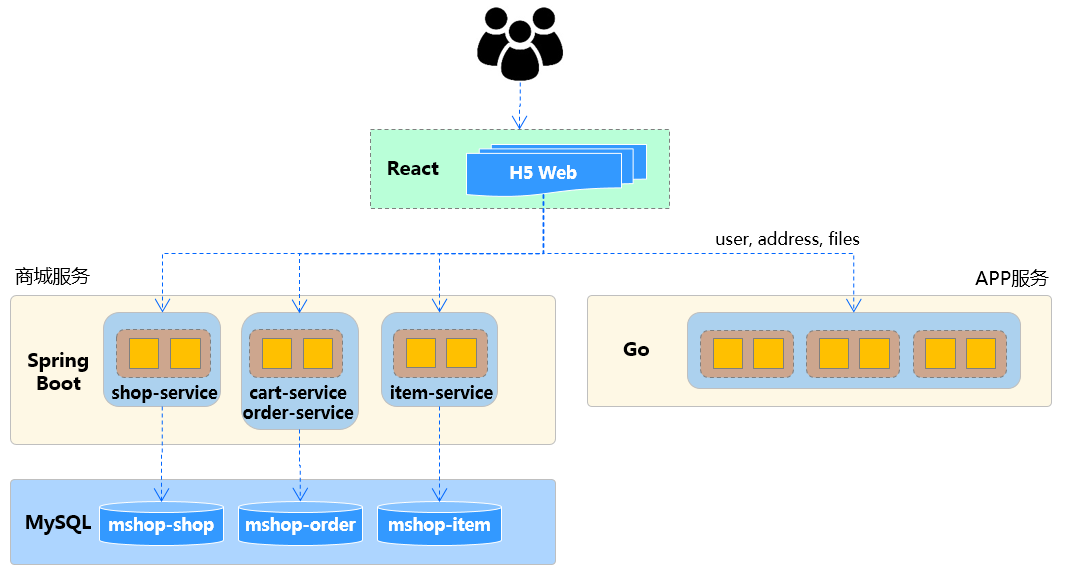 React
H5 Web
user, address, files
商城服务
APP服务
Spring
Boot
shop-service
cart-service
order-service
item-service
Go
MySQL
mshop-shop
mshop-order
mshop-item